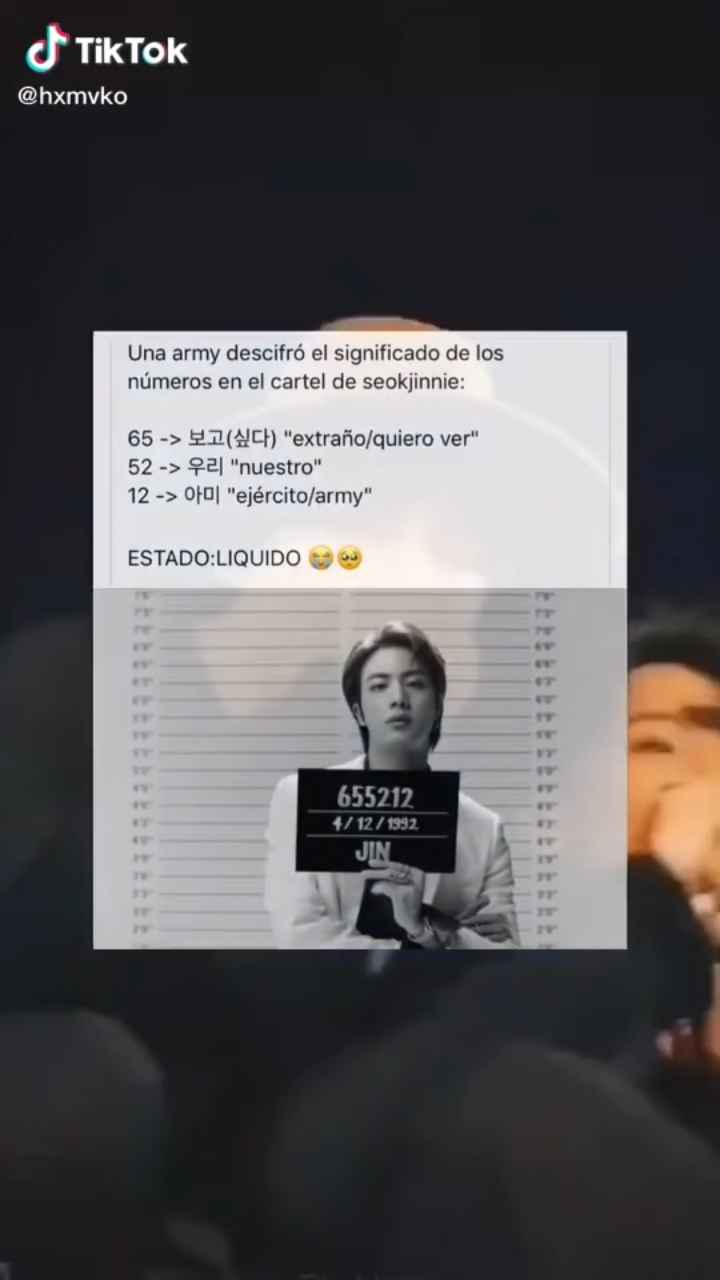 TikTok
@hxmvko
Una army descifró el significado de los
números en el cartel de seokjinnie:
65 -> 보고(싶다) "extraño/quiero ver"
52 -> 우리 "nuestro"
12 -> 아미 "ejército/army"
ESTADO:LIQUIDO 😭🥺
655212
4/12/1992
JIN